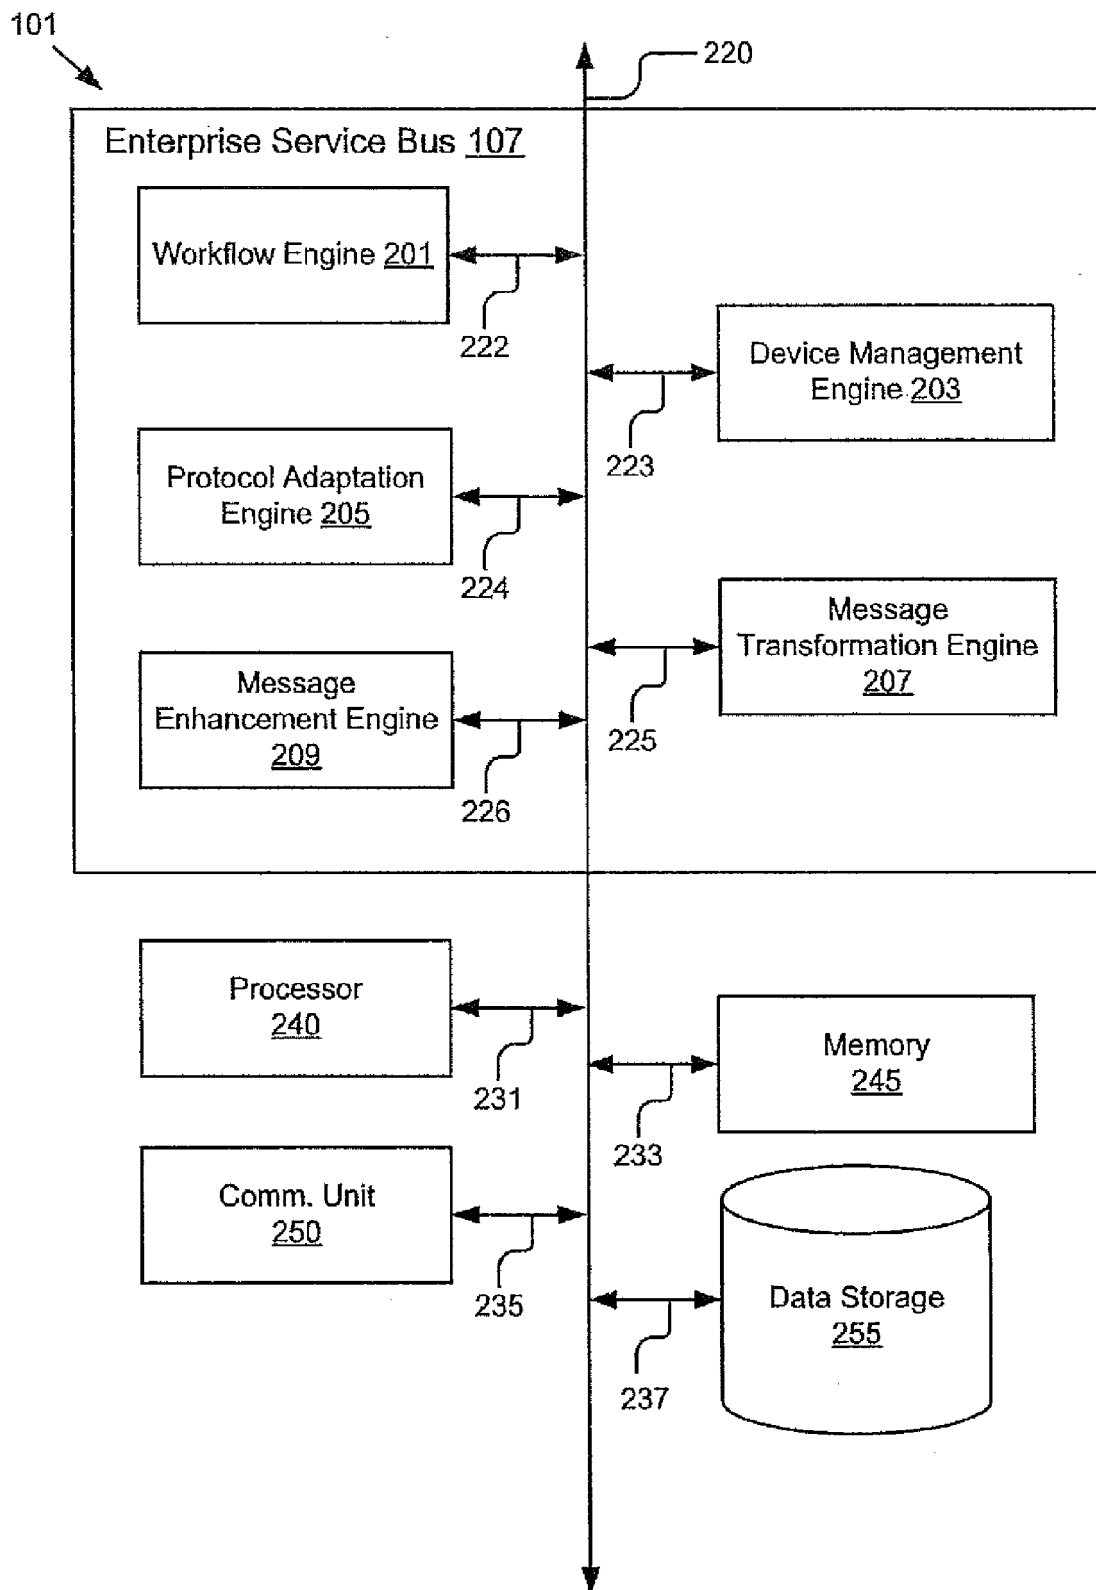 101
220
Enterprise Service Bus 107
Workflow Engine 201
222
Device Management
Engine 203
223
Protocol Adaptation
Engine 205
224
Message
Transformation Engine
207
225
Message
Enhancement Engine
209
226
Processor
240
231
Memory
245
233
Comm. Unit
250
235
Data Storage
255
237